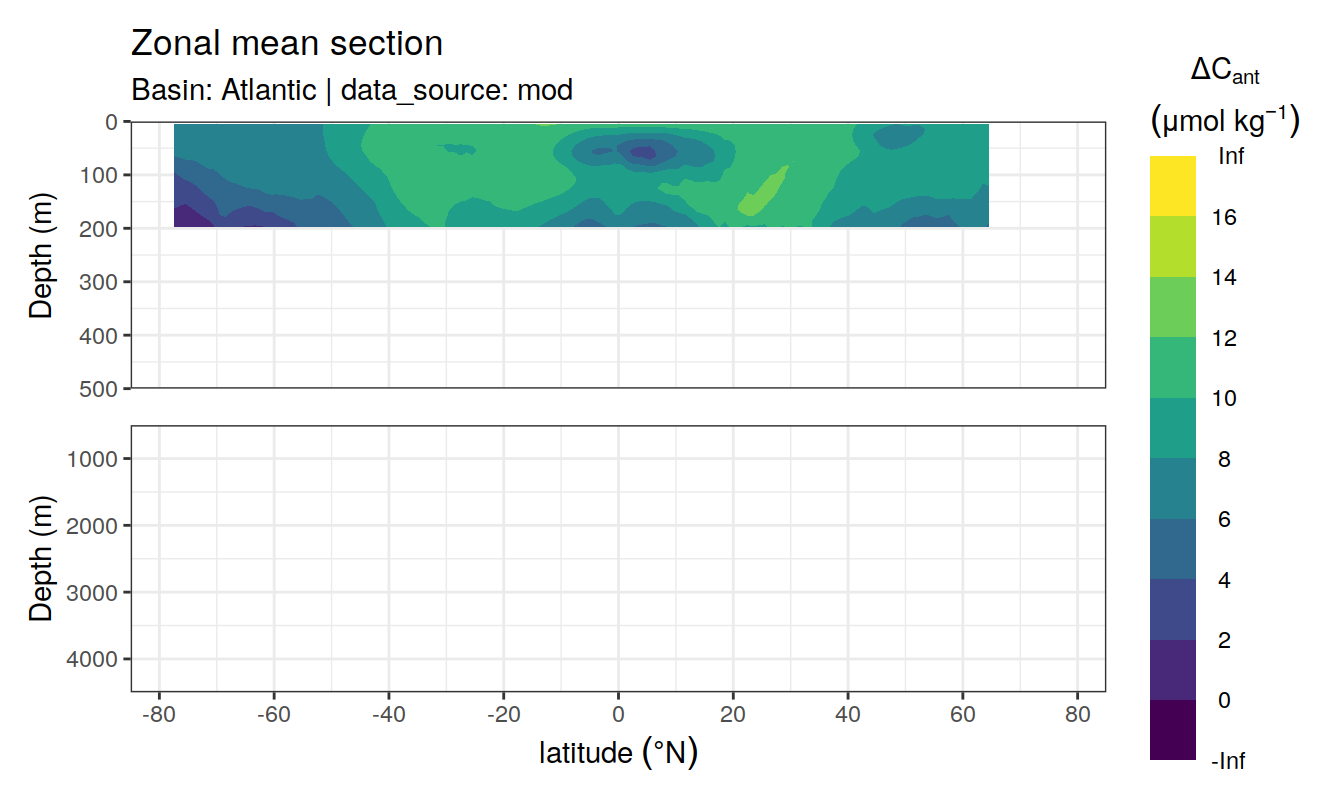 Zonal mean section
Basin: Atlantic | data_source: mod
0
100
200
300
400
500
Depth (m)
1000
2000
3000
4000
Depth (m)
-80 -60 -40 -20 0 20 40 60 80
latitude (°N)
ΔCant
(μmol kg⁻¹)
Inf
16
14
12
10
8
6
4
2
0
-Inf